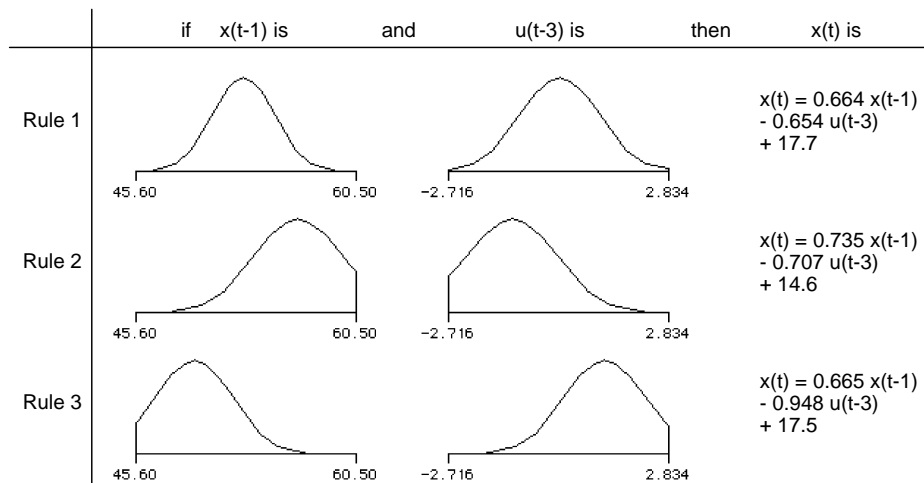 if x(t-1) is and u(t-3) is then x(t) is
Rule 1
x(t) = 0.664 x(t-1)
- 0.654 u(t-3)
+ 17.7
45.60 60.50 -2.716 2.834
Rule 2
x(t) = 0.735 x(t-1)
- 0.707 u(t-3)
+ 14.6
45.60 60.50 -2.716 2.834
Rule 3
x(t) = 0.665 x(t-1)
- 0.948 u(t-3)
+ 17.5
45.60 60.50 -2.716 2.834